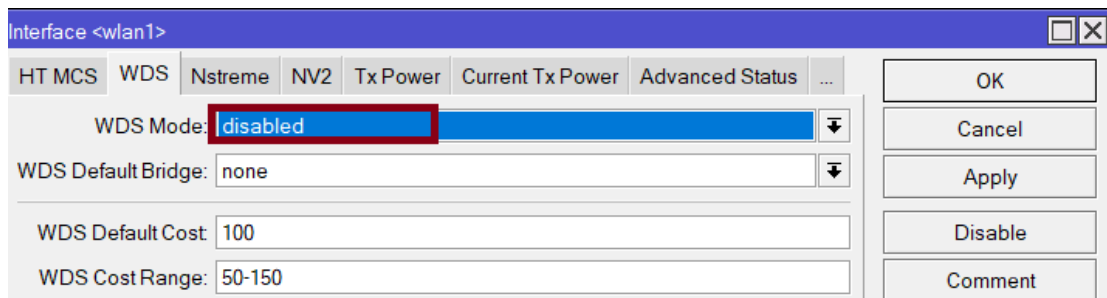 Interface <wlan1>
HT MCS WDS Nstreme NV2 Tx Power Current Tx Power Advanced Status ...
OK
WDS Mode: disabled
Cancel
WDS Default Bridge: none
Apply
WDS Default Cost: 100
Disable
WDS Cost Range: 50-150
Comment